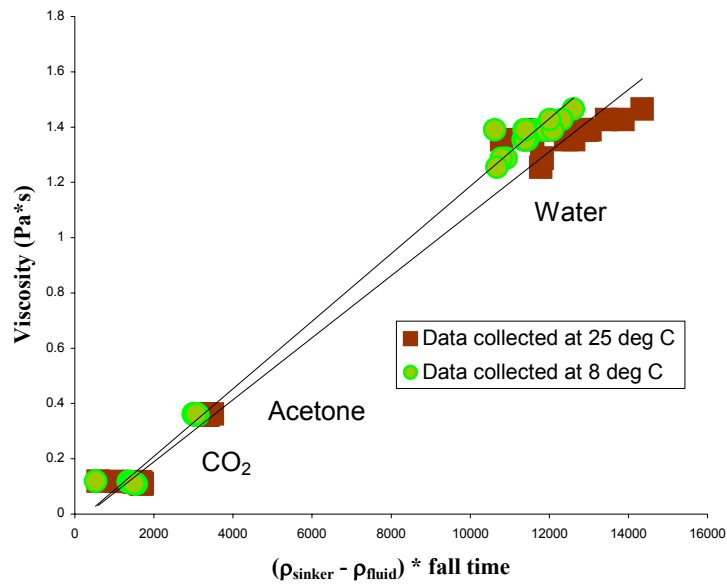 1.8
1.6
1.4
1.2
1
0.8
0.6
0.4
0.2
0
Viscosity (Pa*s)
Water
Data collected at 25 deg C
Data collected at 8 deg C
Acetone
CO₂
0 2000 4000 6000 8000 10000 12000 14000 16000
(ρsinker - ρfluid) * fall time